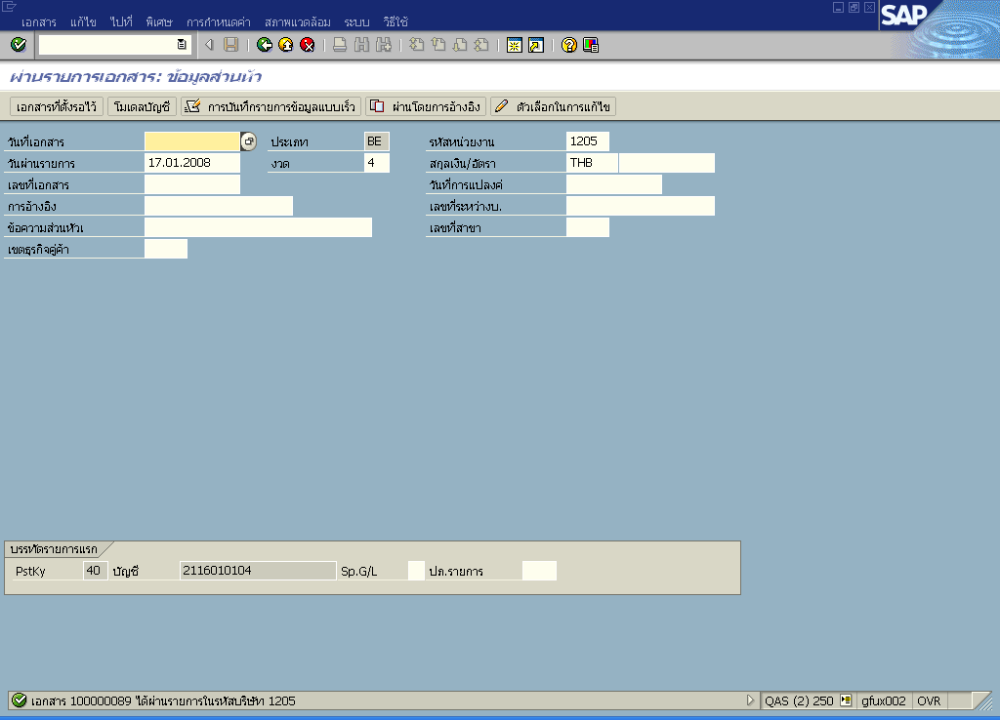 เอกสาร แก้ไข ไปที่ พิเศษ การกำหนดค่า สภาพแวดล้อม ระบบ วิธีใช้
SAP
ผ่านรายการเอกสาร: ข้อมูลส่วนหัว
เอกสารที่ตั้งรอไว้ โมเดลบัญชี การบันทึกรายการข้อมูลแบบเร็ว ผ่านโดยการอ้างอิง ตัวเลือกในการแก้ไข
วันที่เอกสาร ประเภท BE รหัสหน่วยงาน 1205
วันผ่านรายการ 17.01.2008 งวด 4 สกุลเงิน/อัตรา THB
เลขที่เอกสาร วันที่การแปลงค่
การอ้างอิง เลขที่ระหว่างบ.
ข้อความส่วนหัวเ เลขที่สาขา
เขตธุรกิจคู่ค้า
บรรทัดรายการแรก
PstKy 40 บัญชี 2116010104 Sp.G/L ปภ.รายการ
เอกสาร 100000089 ได้ผ่านรายการในรหัสบริษัท 1205 QAS (2) 250 gfux002 OVR